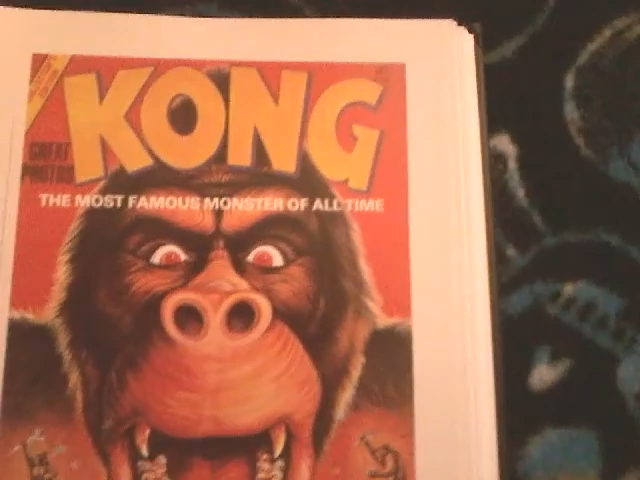 KONG
GREAT
PHOTOS
THE MOST FAMOUS MONSTER OF ALL TIME